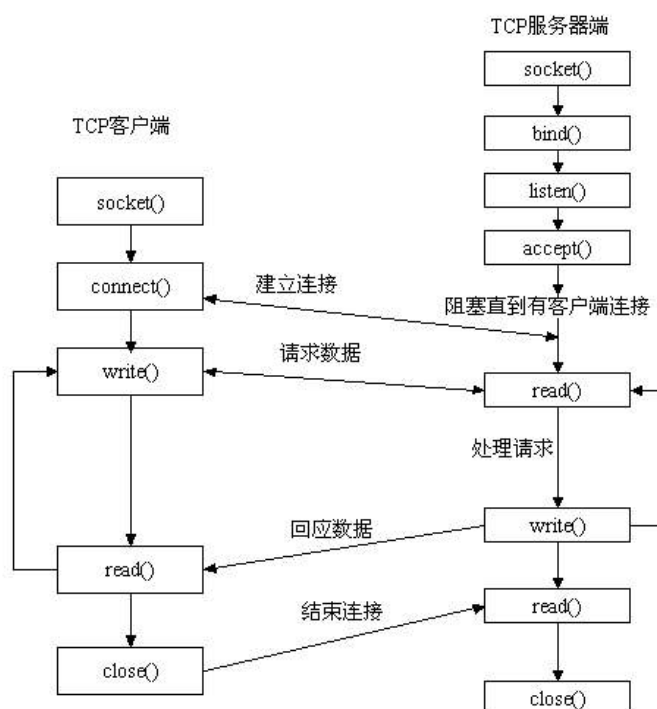 TCP服务器端
socket()
bind()
TCP客户端
listen()
socket()
accept()
connect()
建立连接
阻塞直到有客户端连接
write()
请求数据
read()
处理请求
回应数据
write()
read()
结束连接
read()
close()
close()